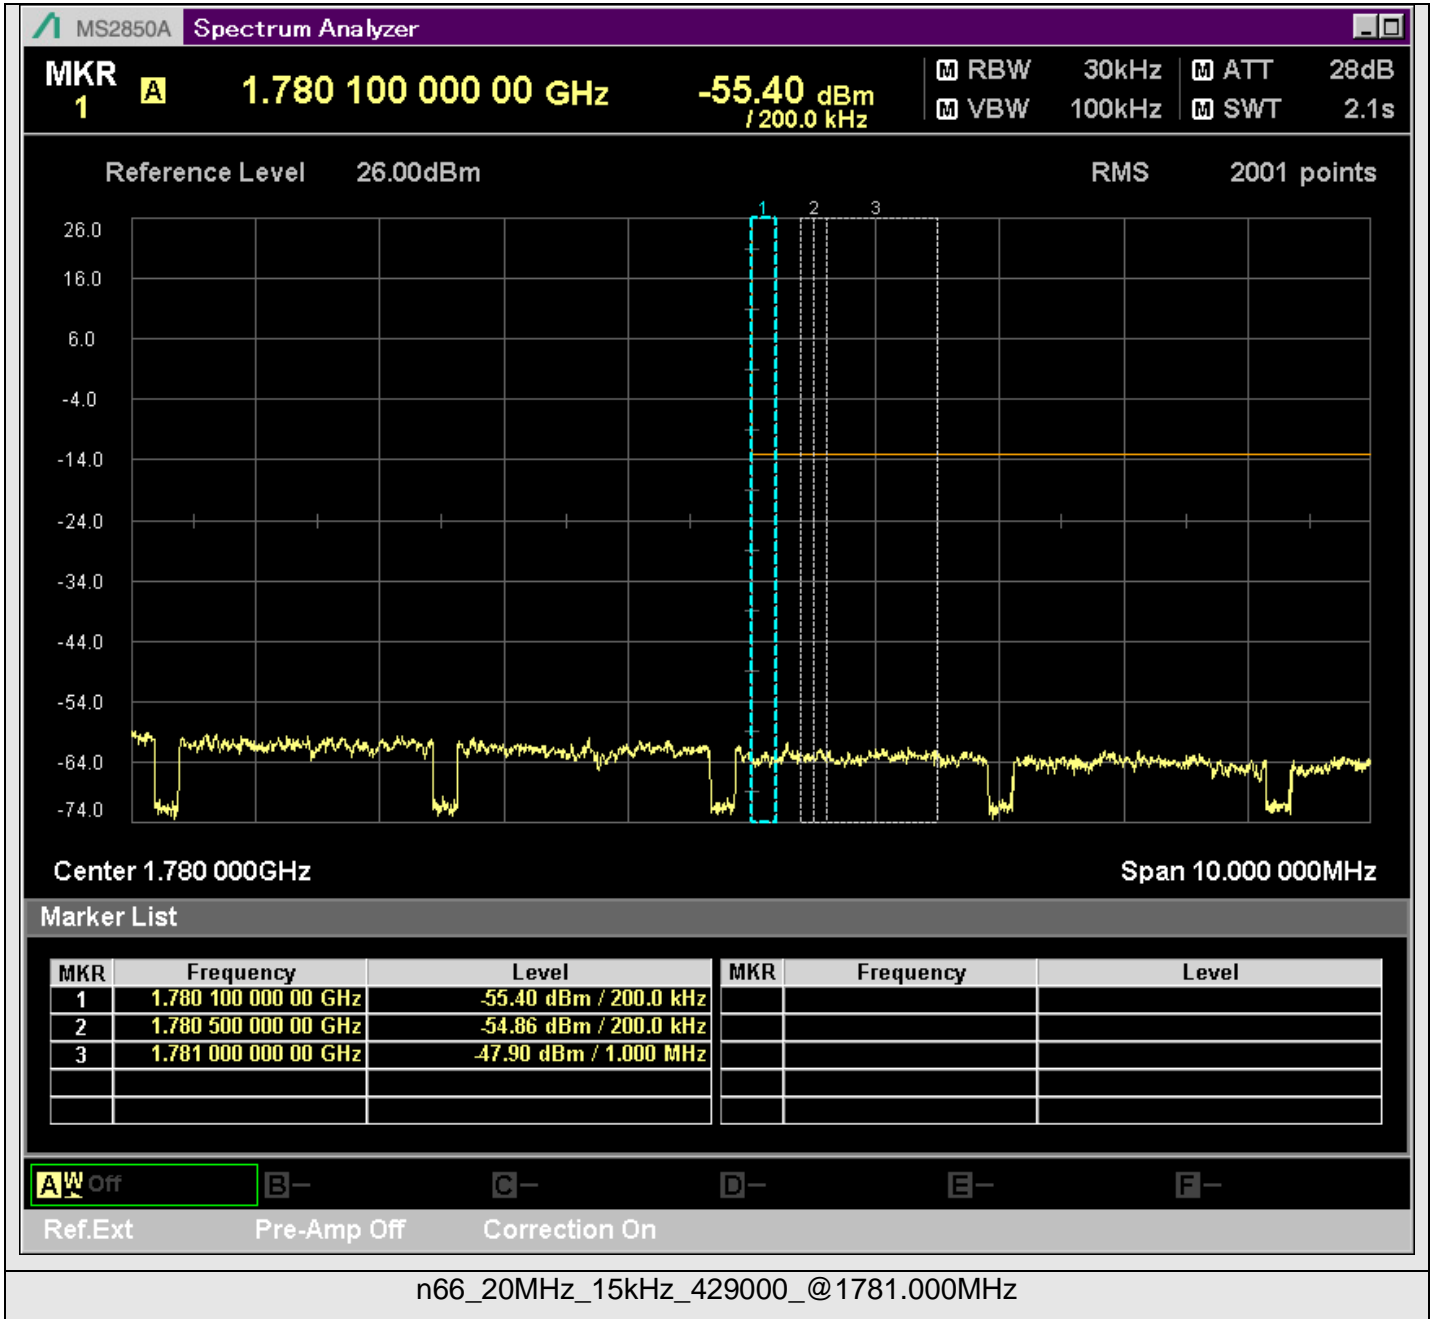 MS2850A Spectrum Analyzer
MKR 1 A 1.780 100 000 00 GHz -55.40 dBm / 200.0 kHz
M RBW 30kHz M ATT 28dB
M VBW 100kHz M SWT 2.1s
Reference Level 26.00dBm RMS 2001 points
1 2 3
26.0
16.0
6.0
-4.0
-14.0
-24.0
-34.0
-44.0
-54.0
-64.0
-74.0
Center 1.780 000GHz Span 10.000 000MHz
Marker List
MKR Frequency Level MKR Frequency Level
1 1.780 100 000 00 GHz -55.40 dBm / 200.0 kHz
2 1.780 500 000 00 GHz -54.86 dBm / 200.0 kHz
3 1.781 000 000 00 GHz -47.90 dBm / 1.000 MHz
A W Off B – C – D – E – F –
Ref.Ext Pre-Amp Off Correction On
n66_20MHz_15kHz_429000_@1781.000MHz